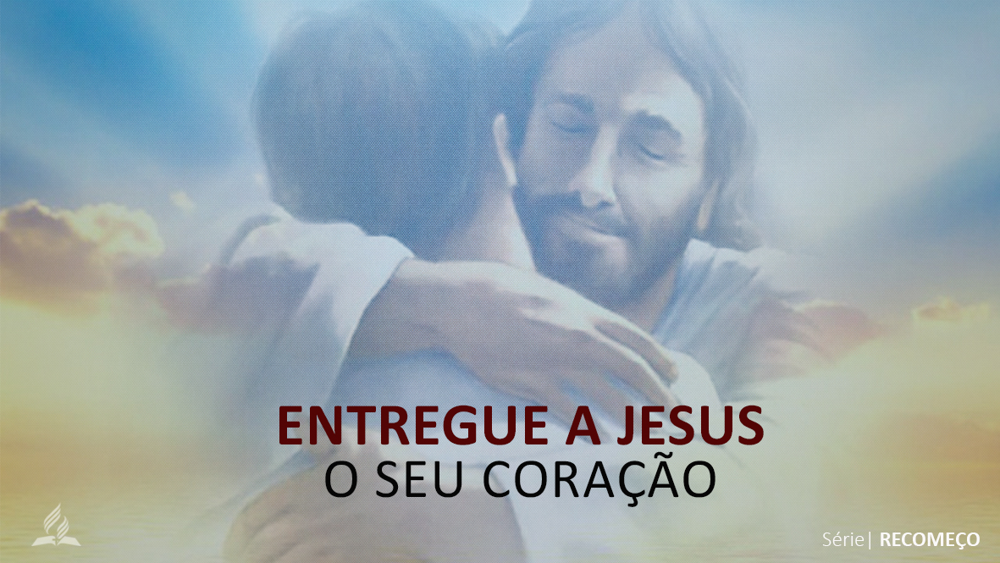 ENTREGUE A JESUS
O SEU CORAÇÃO
Série| RECOMEÇO